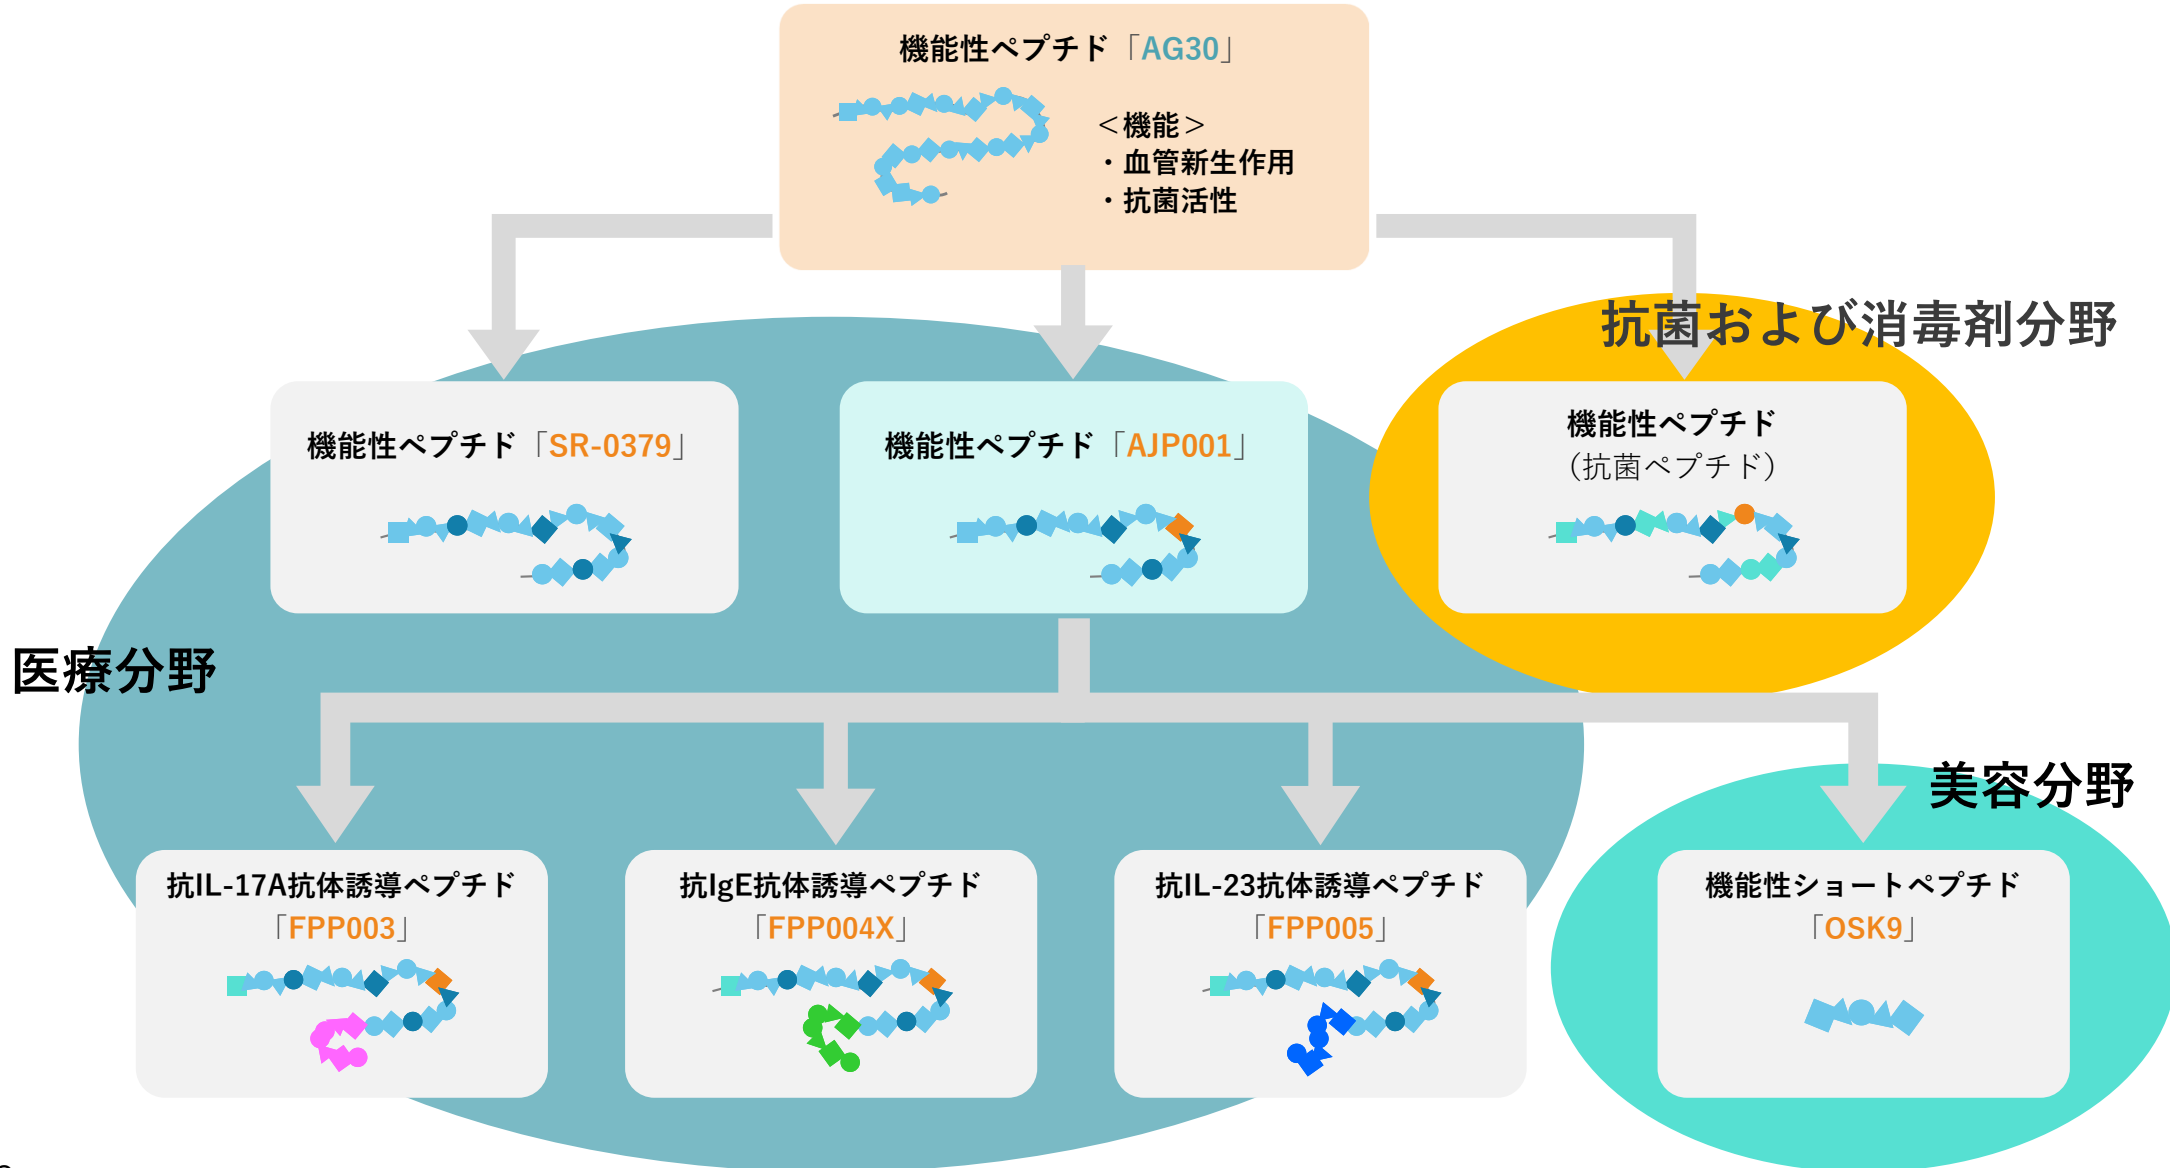 機能性ペプチド「AG30」
＜機能＞
・血管新生作用
・抗菌活性
抗菌および消毒剤分野
機能性ペプチド「SR-0379」
機能性ペプチド「AJP001」
機能性ペプチド
（抗菌ペプチド）
医療分野
美容分野
抗IL-17A抗体誘導ペプチド
「FPP003」
抗IgE抗体誘導ペプチド
「FPP004X」
抗IL-23抗体誘導ペプチド
「FPP005」
機能性ショートペプチド
「OSK9」